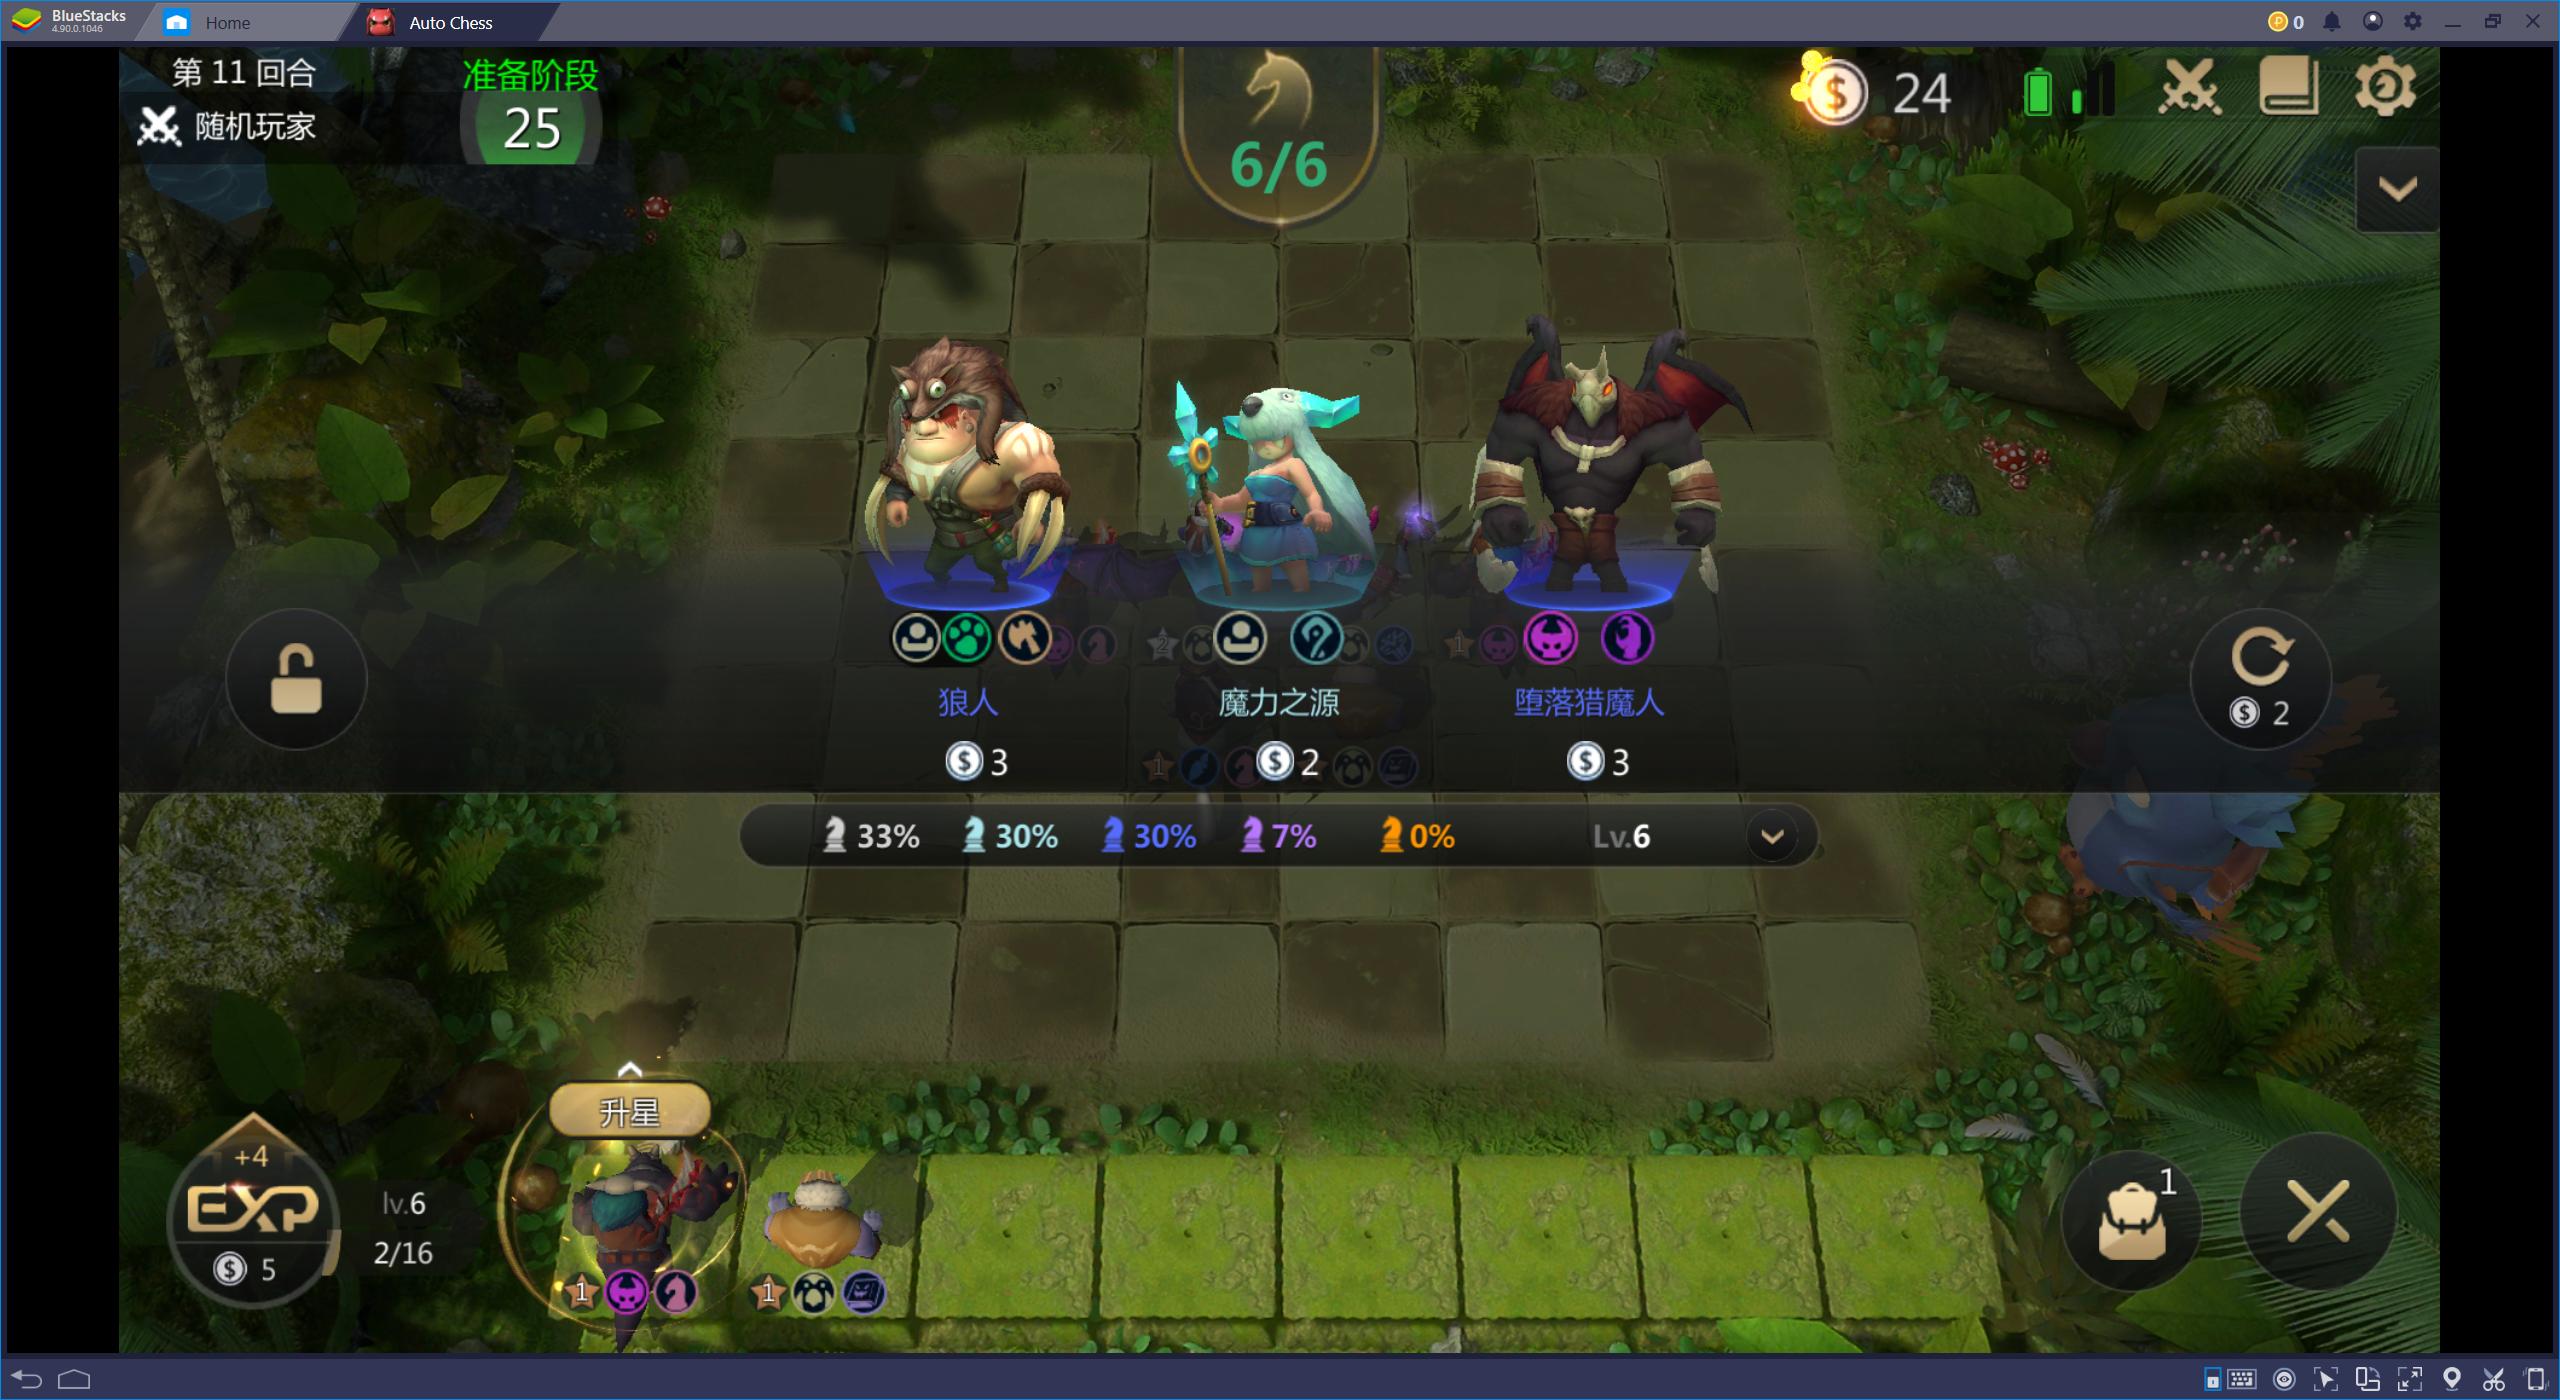 BlueStacks
4.90.0.1046
Home
Auto Chess
0
第 11 回合
准备阶段
随机玩家
25
6/6
24
狼人
魔力之源
堕落猎魔人
3
2
3
2
33%
30%
30%
7%
0%
Lv.6
升星
+4
EXP
5
lv.6
2/16
1
1
1